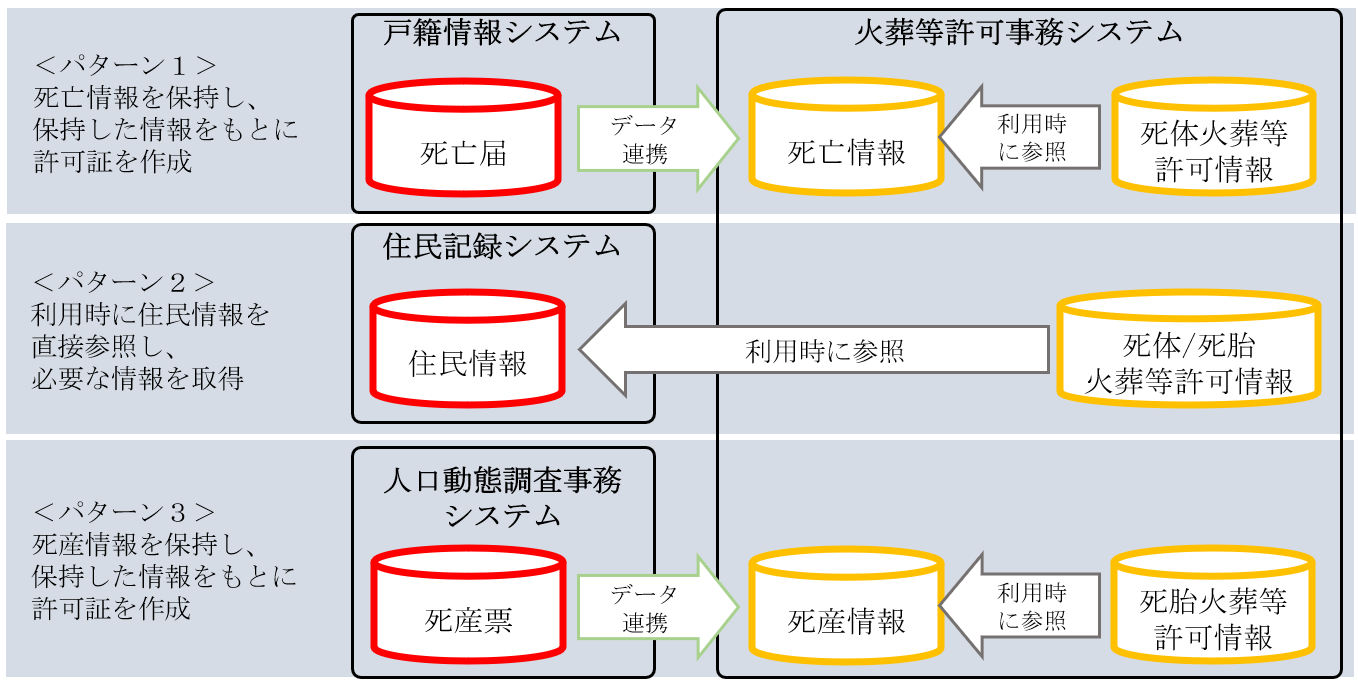 戸籍情報システム
火葬等許可事務システム
＜パターン１＞
死亡情報を保持し、
保持した情報をもとに
許可証を作成
死亡届
データ
連携
死亡情報
利用時
に参照
死体火葬等
許可情報
住民記録システム
＜パターン２＞
利用時に住民情報を
直接参照し、
必要な情報を取得
住民情報
利用時に参照
死体/死胎
火葬等許可情報
人口動態調査事務
システム
＜パターン３＞
死産情報を保持し、
保持した情報をもとに
許可証を作成
死産票
データ
連携
死産情報
利用時
に参照
死胎火葬等
許可情報